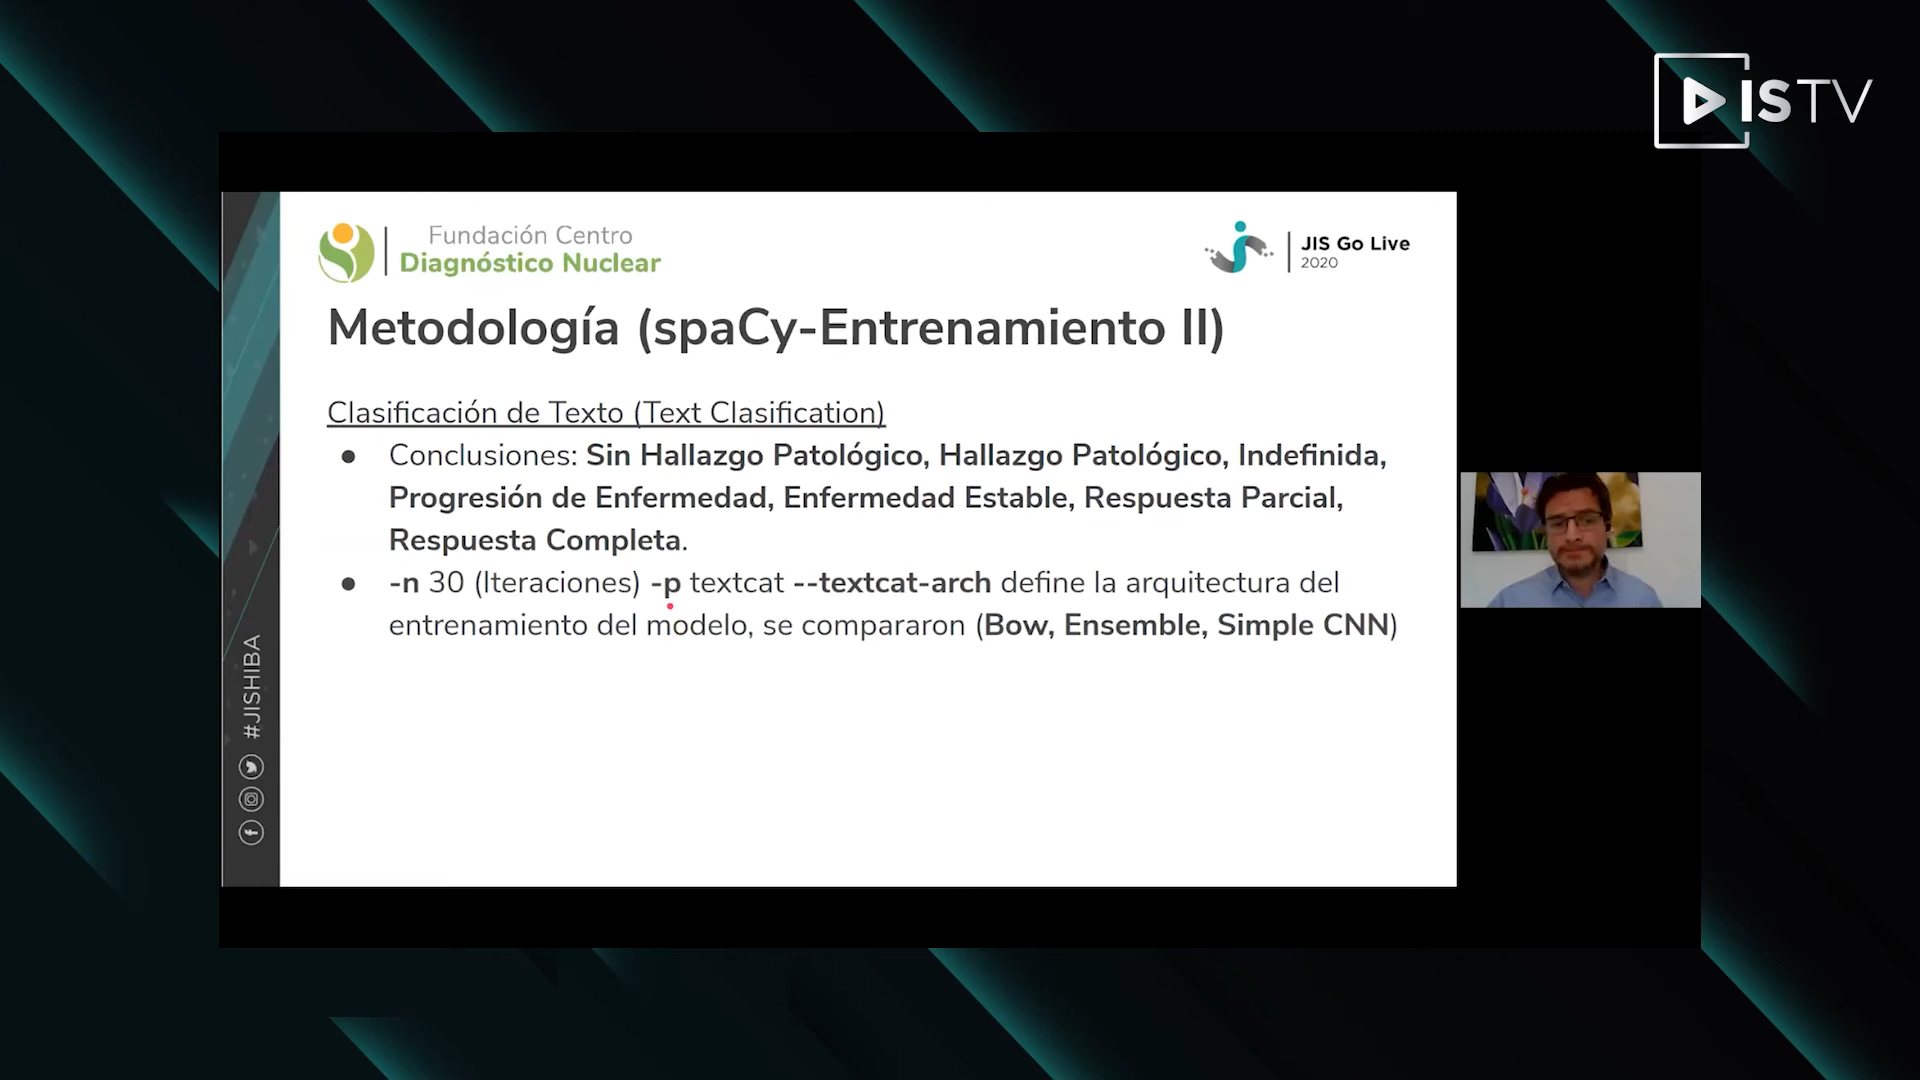 ISTV
Fundación Centro
Diagnóstico Nuclear
JIS Go Live
2020
Metodología (spaCy-Entrenamiento II)
Clasificación de Texto (Text Clasification)
● Conclusiones: Sin Hallazgo Patológico, Hallazgo Patológico, Indefinida,
Progresión de Enfermedad, Enfermedad Estable, Respuesta Parcial,
Respuesta Completa.
● -n 30 (Iteraciones) -p textcat --textcat-arch define la arquitectura del
entrenamiento del modelo, se compararon (Bow, Ensemble, Simple CNN)
#JISHIBA